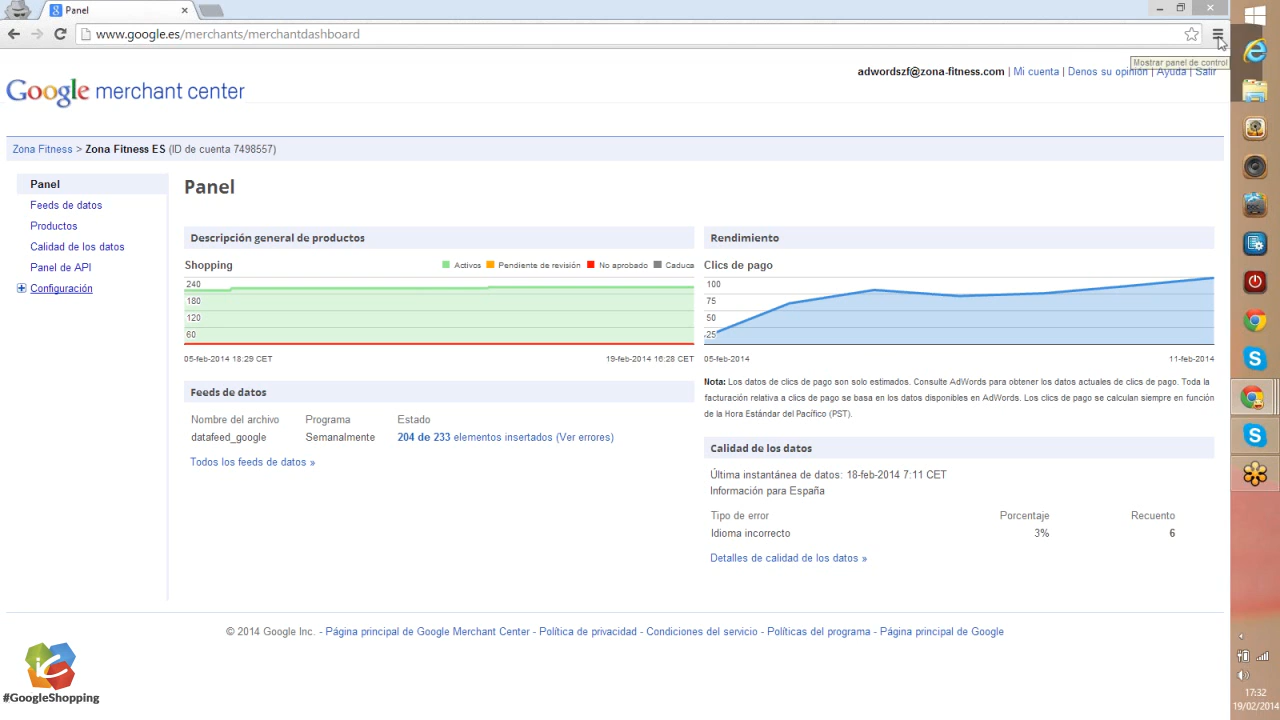 Panel
www.google.es/merchants/merchantdashboard
Mostrar panel de control
adwordszf@zona-fitness.com | Mi cuenta | Denos su opinión | Ayuda | Salir
Google merchant center
Zona Fitness > Zona Fitness ES (ID de cuenta 7498557)
Panel
Feeds de datos
Productos
Calidad de los datos
Panel de API
Configuración
Panel
Descripción general de productos
Shopping
Activos Pendiente de revisión No aprobado Caduca
240
180
120
60
05-feb-2014 18:29 CET 19-feb-2014 16:28 CET
Feeds de datos
Nombre del archivo Programa Estado
datafeed_google Semanalmente 204 de 233 elementos insertados (Ver errores)
Todos los feeds de datos »
Rendimiento
Clics de pago
100
75
50
25
05-feb-2014 11-feb-2014
Nota: Los datos de clics de pago son solo estimados. Consulte AdWords para obtener los datos actuales de clics de pago. Toda la
facturación relativa a clics de pago se basa en los datos disponibles en AdWords. Los clics de pago se calculan siempre en función
de la Hora Estándar del Pacífico (PST).
Calidad de los datos
Última instantánea de datos: 18-feb-2014 7:11 CET
Información para España
Tipo de error Porcentaje Recuento
Idioma incorrecto 3% 6
Detalles de calidad de los datos »
© 2014 Google Inc. - Página principal de Google Merchant Center - Política de privacidad - Condiciones del servicio - Políticas del programa - Página principal de Google
#GoogleShopping
17:32
19/02/2014